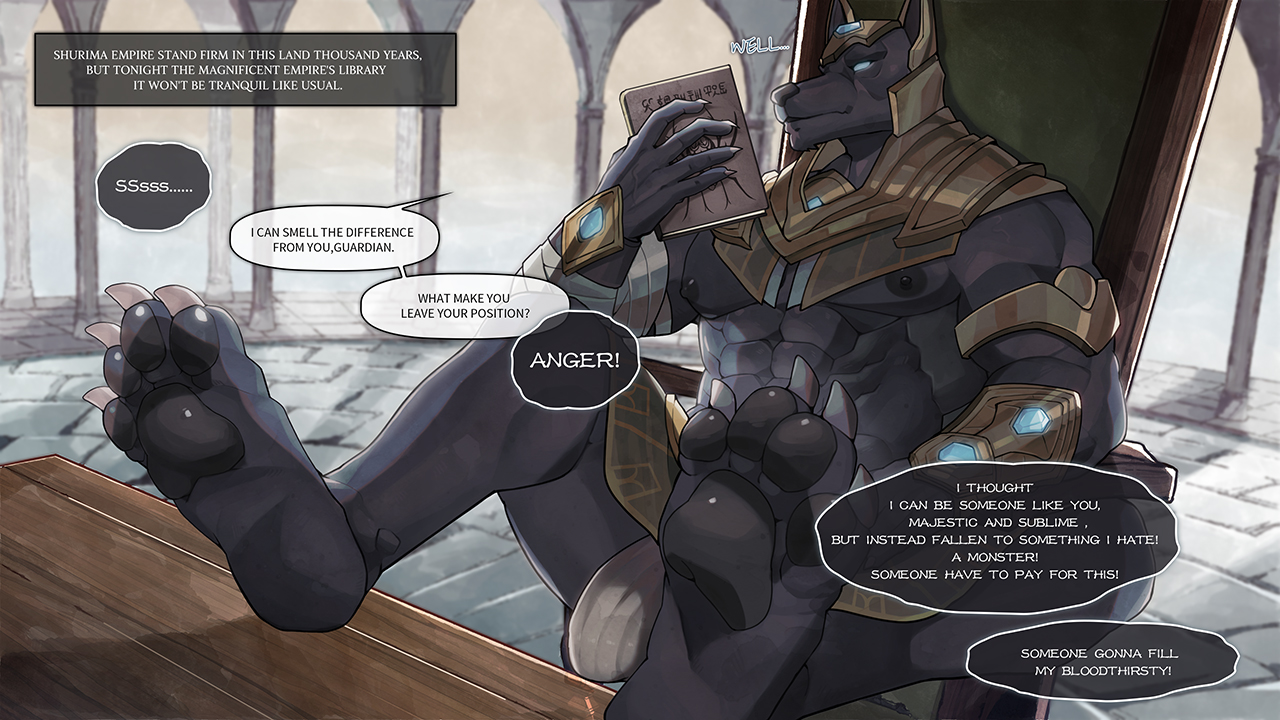 SHURIMA EMPIRE STAND FIRM IN THIS LAND THOUSAND YEARS,
BUT TONIGHT THE MAGNIFICENT EMPIRE'S LIBRARY
IT WON'T BE TRANQUIL LIKE USUAL.
WELL...
SSsss......
I CAN SMELL THE DIFFERENCE
FROM YOU,GUARDIAN.
WHAT MAKE YOU
LEAVE YOUR POSITION?
ANGER!
I THOUGHT
I CAN BE SOMEONE LIKE YOU,
MAJESTIC AND SUBLIME ,
BUT INSTEAD FALLEN TO SOMETHING I HATE!
A MONSTER!
SOMEONE HAVE TO PAY FOR THIS!
SOMEONE GONNA FILL
MY BLOODTHIRSTY!